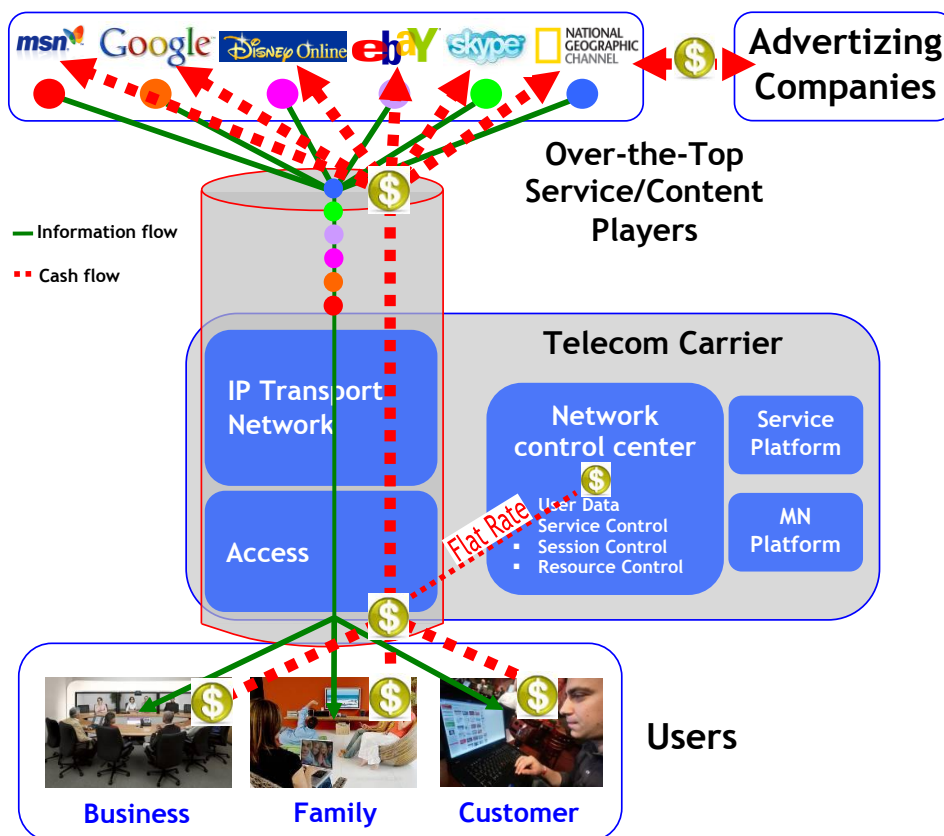 msn
Google™
DISNEY Online
ebaY
skype™
NATIONAL
GEOGRAPHIC
CHANNEL
$
Advertizing
Companies
Over-the-Top
Service/Content
Players
$
Information flow
Cash flow
Telecom Carrier
IP Transport
Network
Network
control center
$
Service
Platform
User Data
Service Control
Session Control
Resource Control
MN
Platform
Flat Rate
Access
$
$
$
$
Users
Business
Family
Customer